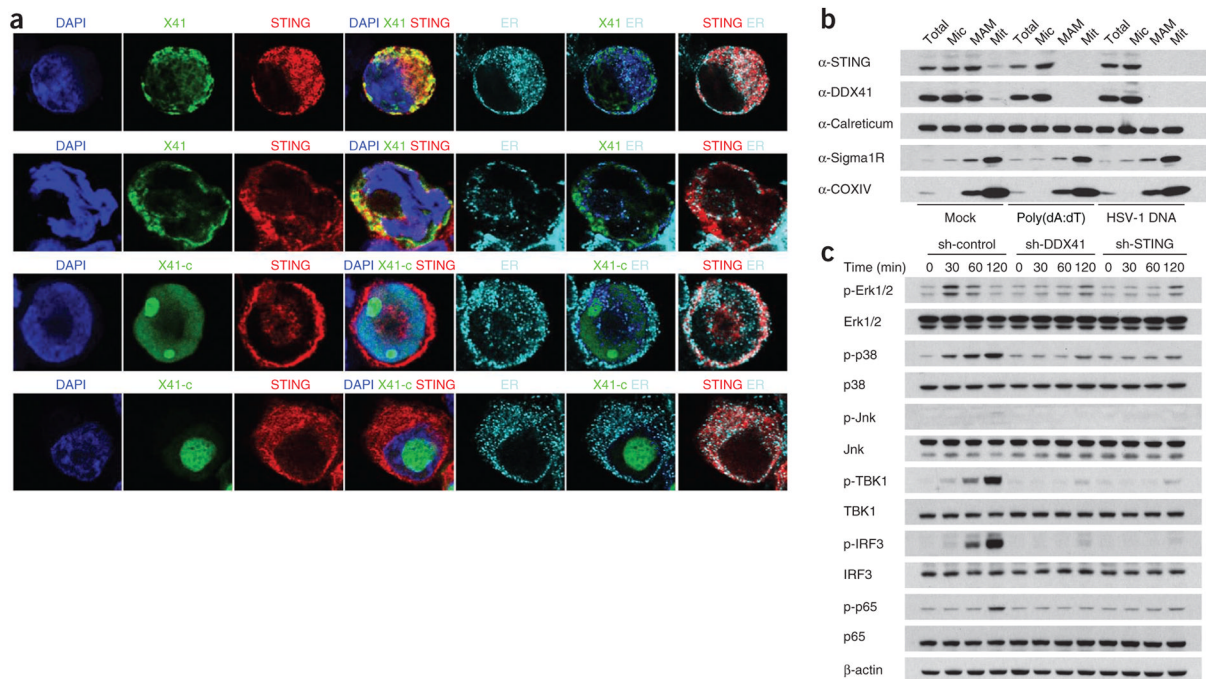 a
DAPI X41 STING DAPI X41 STING ER X41 ER STING ER
DAPI X41 STING DAPI X41 STING ER X41 ER STING ER
DAPI X41-c STING DAPI X41-c STING ER X41-c ER STING ER
DAPI X41-c STING DAPI X41-c STING ER X41-c ER STING ER
b
Total Mic MAM Mit Total Mic MAM Mit Total Mic MAM Mit
α-STING
α-DDX41
α-Calreticum
α-Sigma1R
α-COXIV
Mock Poly(dA:dT) HSV-1 DNA
c
sh-control sh-DDX41 sh-STING
Time (min) 0 30 60 120 0 30 60 120 0 30 60 120
p-Erk1/2
Erk1/2
p-p38
p38
p-Jnk
Jnk
p-TBK1
TBK1
p-IRF3
IRF3
p-p65
p65
β-actin